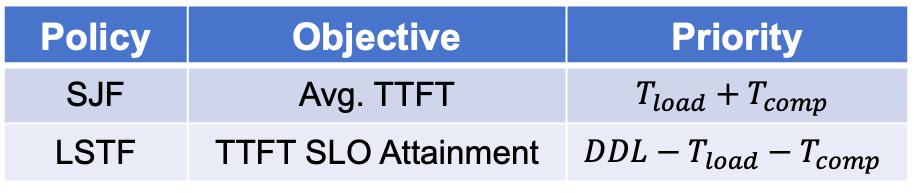 Policy Objective Priority
SJF Avg. TTFT T_load + T_comp
LSTF TTFT SLO Attainment DDL − T_load − T_comp